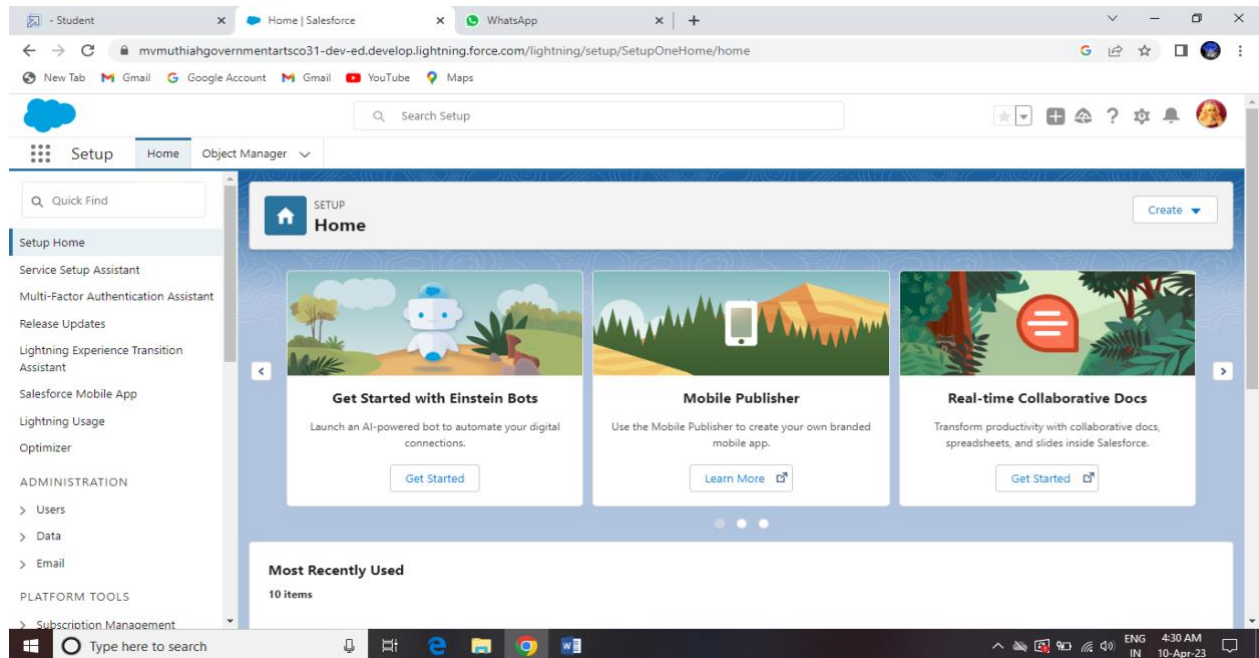 - Student
Home | Salesforce
WhatsApp
mvmuthiahgovernmentartsco31-dev-ed.develop.lightning.force.com/lightning/setup/SetupOneHome/home
New Tab
Gmail
Google Account
Gmail
YouTube
Maps
Search Setup
Setup
Home
Object Manager
Quick Find
Setup Home
Service Setup Assistant
Multi-Factor Authentication Assistant
Release Updates
Lightning Experience Transition
Assistant
Salesforce Mobile App
Lightning Usage
Optimizer
ADMINISTRATION
Users
Data
Email
PLATFORM TOOLS
Subscription Management
SETUP
Home
Create
Get Started with Einstein Bots
Launch an AI-powered bot to automate your digital
connections.
Get Started
Mobile Publisher
Use the Mobile Publisher to create your own branded
mobile app.
Learn More
Real-time Collaborative Docs
Transform productivity with collaborative docs,
spreadsheets, and slides inside Salesforce.
Get Started
Most Recently Used
10 items
Type here to search
ENG
IN
4:30 AM
10-Apr-23